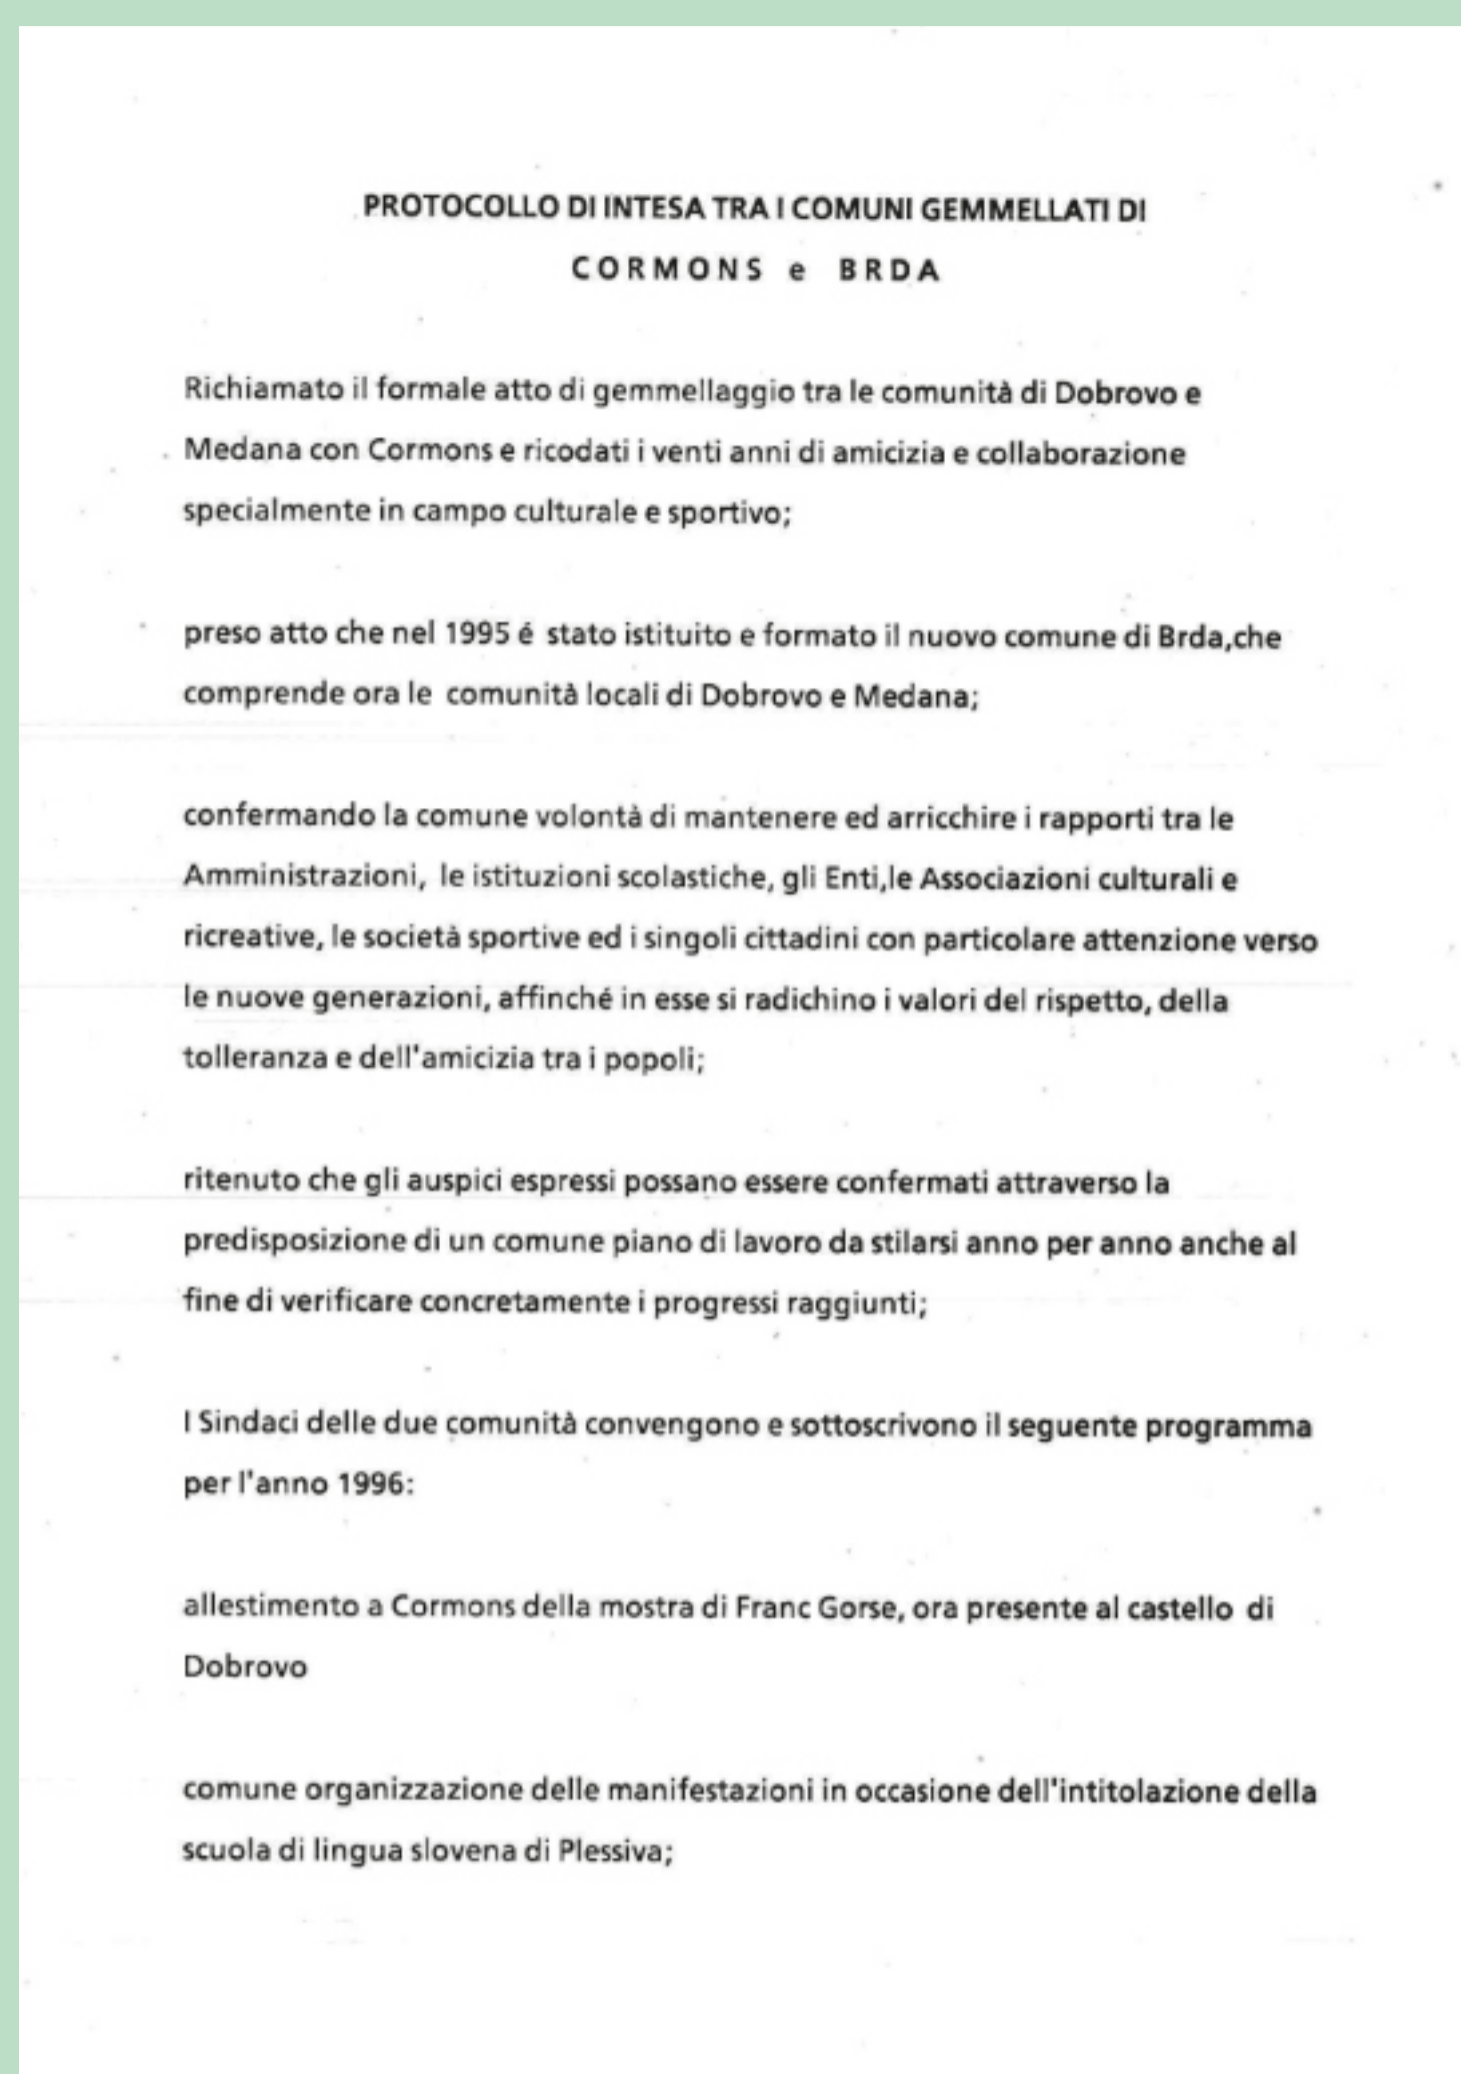 PROTOCOLLO DI INTESA TRA I COMUNI GEMMELLATI DI
CORMONS e BRDA
Richiamato il formale atto di gemmellaggio tra le comunità di Dobrovo e
Medana con Cormons e ricodati i venti anni di amicizia e collaborazione
specialmente in campo culturale e sportivo;
preso atto che nel 1995 é stato istituito e formato il nuovo comune di Brda,che
comprende ora le comunità locali di Dobrovo e Medana;
confermando la comune volontà di mantenere ed arricchire i rapporti tra le
Amministrazioni, le istituzioni scolastiche, gli Enti,le Associazioni culturali e
ricreative, le società sportive ed i singoli cittadini con particolare attenzione verso
le nuove generazioni, affinché in esse si radichino i valori del rispetto, della
tolleranza e dell'amicizia tra i popoli;
ritenuto che gli auspici espressi possano essere confermati attraverso la
predisposizione di un comune piano di lavoro da stilarsi anno per anno anche al
fine di verificare concretamente i progressi raggiunti;
I Sindaci delle due comunità convengono e sottoscrivono il seguente programma
per l'anno 1996:
allestimento a Cormons della mostra di Franc Gorse, ora presente al castello di
Dobrovo
comune organizzazione delle manifestazioni in occasione dell'intitolazione della
scuola di lingua slovena di Plessiva;